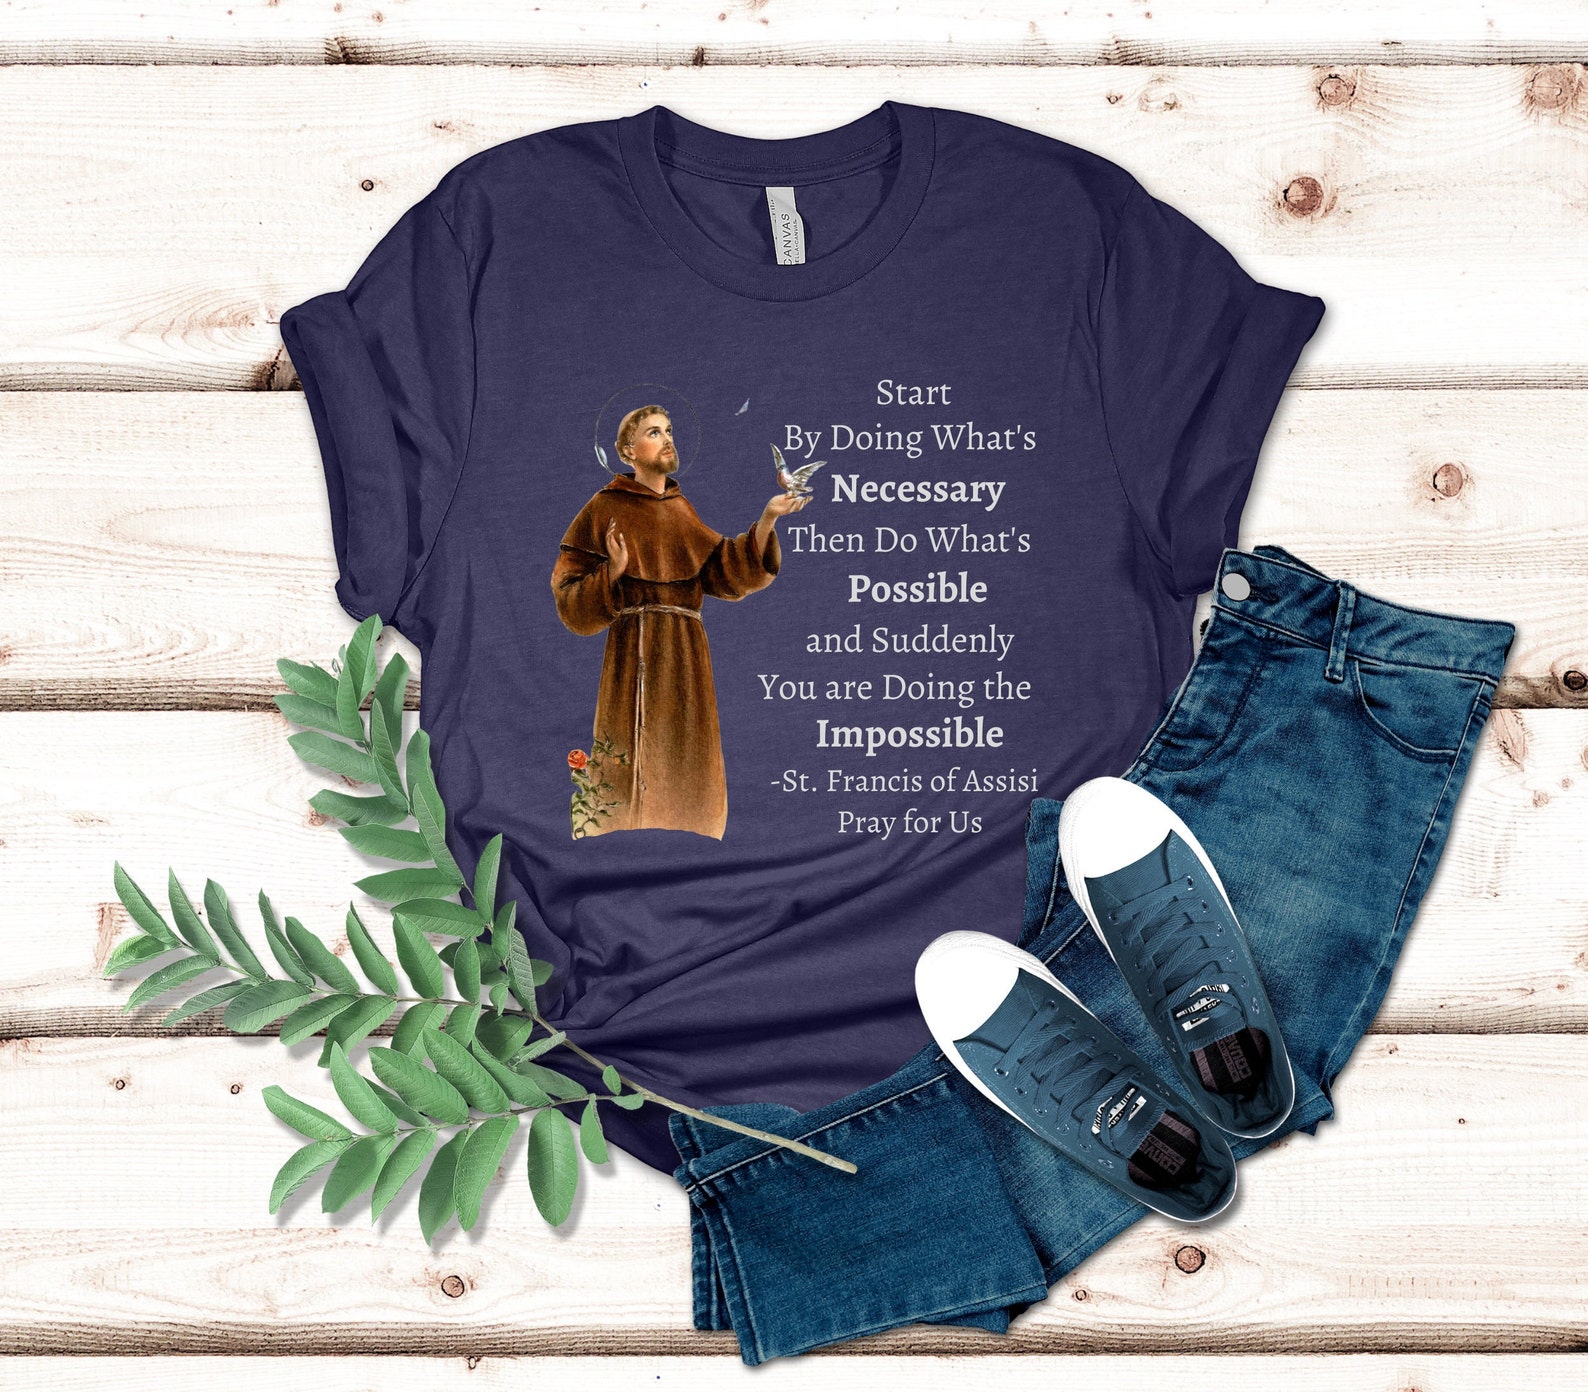 CANVAS
Start
By Doing What's
Necessary
Then Do What's
Possible
and Suddenly
You are Doing the
Impossible
-St. Francis of Assisi
Pray for Us